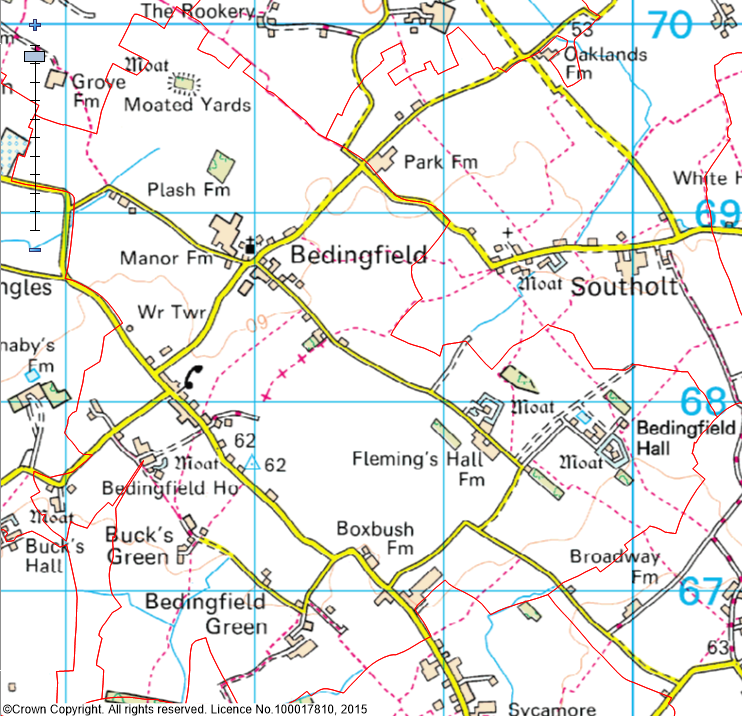 The Rookery
70
53
Oaklands
Fm
Moat
Grove
Fm
Moated Yards
Park Fm
Plash Fm
White H
69
Manor Fm
Bedingfield
Moat
Southolt
ngles
Wr Twr
60
naby's
Fm
68
Moat
Bedingfield
Hall
62
62
Moat
Fleming's Hall
Fm
Moat
Bedingfield Ho
Moat
Buck's
Hall
Buck's
Green
Boxbush
Fm
Broadway
Fm
67
Bedingfield
Green
63
Sycamore
©Crown Copyright. All rights reserved. Licence No.100017810, 2015